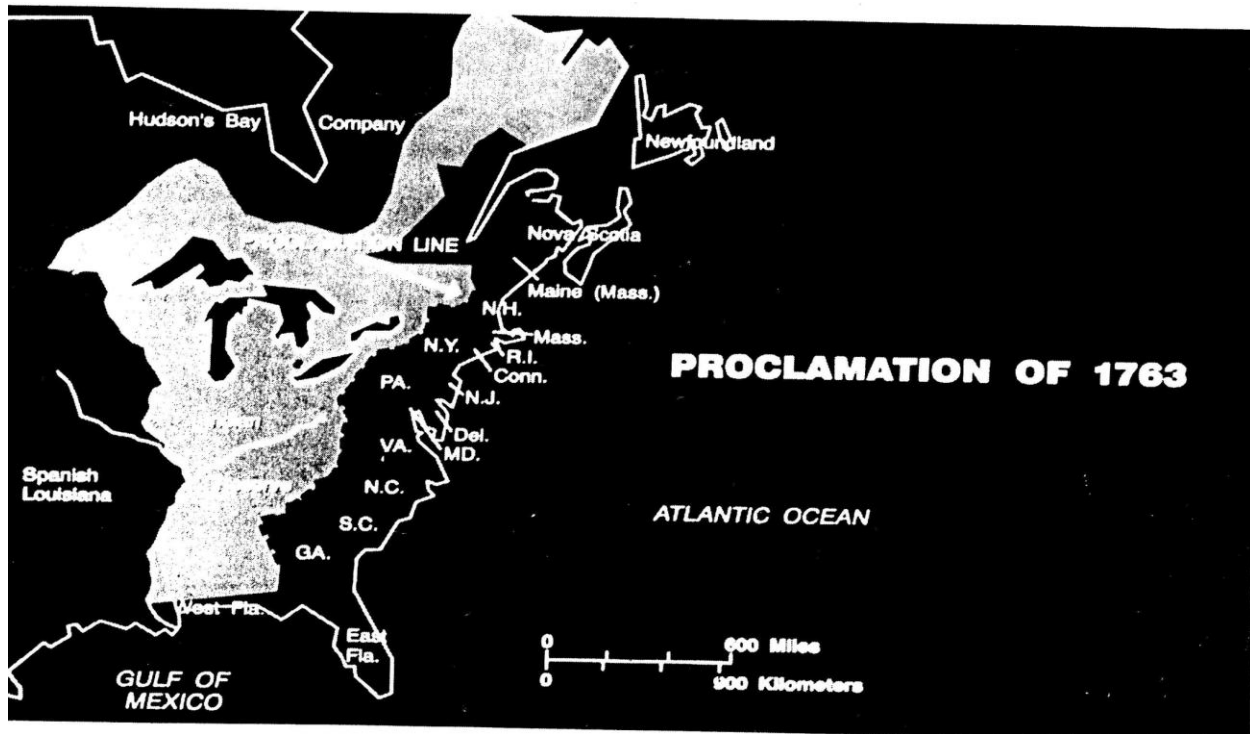 Hudson's Bay
Company
Newfoundland
PROCLAMATION LINE
Nova Scotia
Maine (Mass.)
N.H.
Mass.
N.Y.
R.I.
Conn.
PROCLAMATION OF 1763
PA.
N.J.
Del.
VA.
MD.
Spanish
Louisiana
N.C.
ATLANTIC OCEAN
S.C.
GA.
West Fla.
East
Fla.
0 600 Miles
0 900 Kilometers
GULF OF
MEXICO